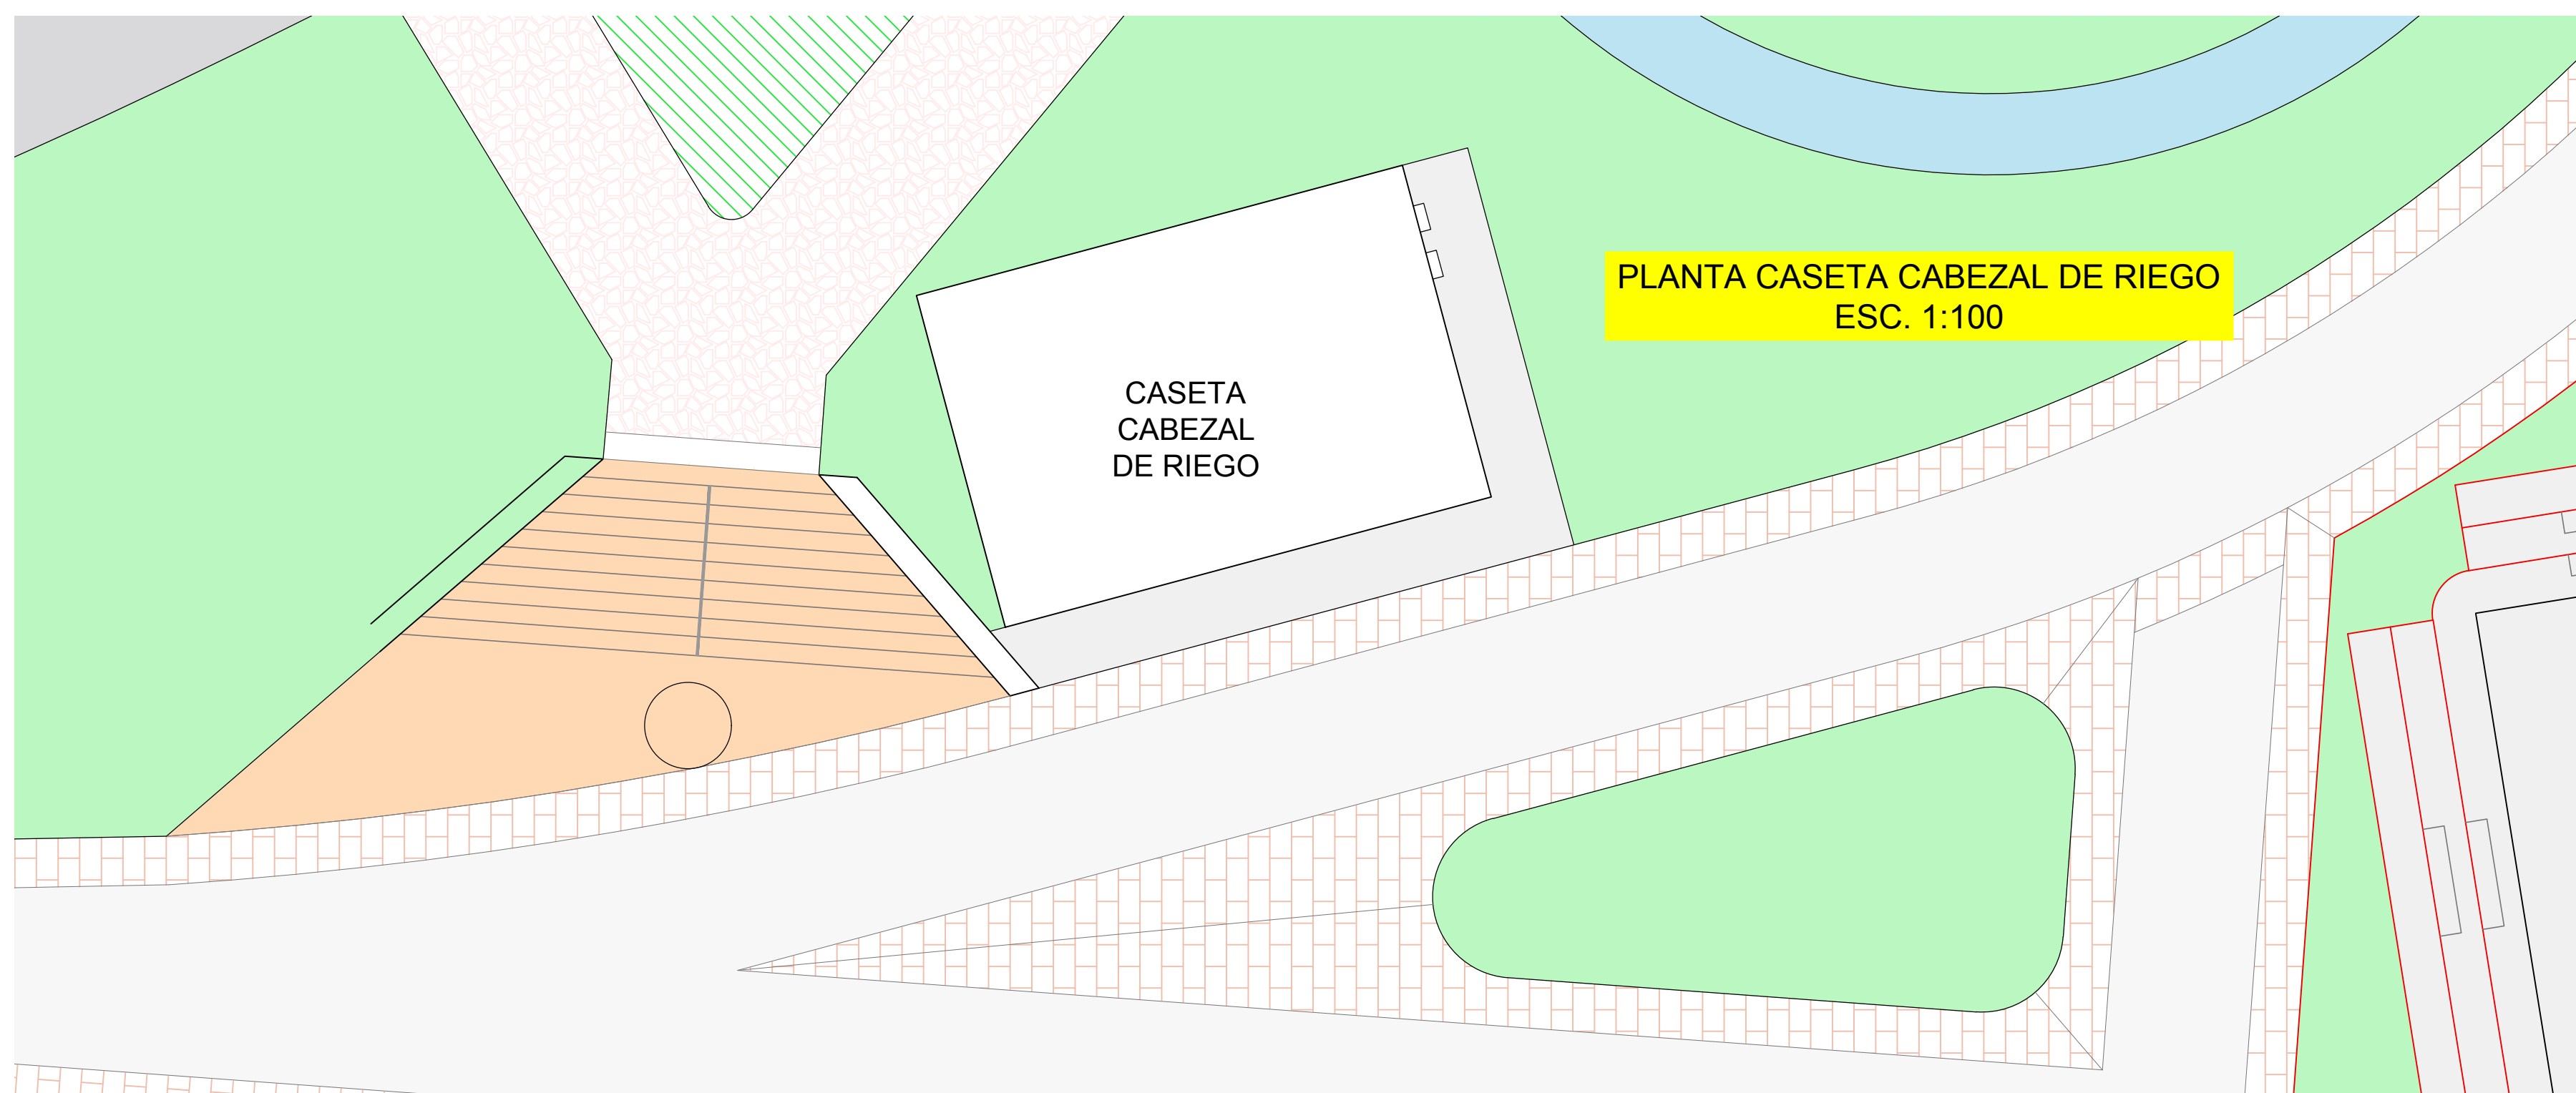 PLANTA CASETA CABEZAL DE RIEGO
ESC. 1:100
CASETA
CABEZAL
DE RIEGO